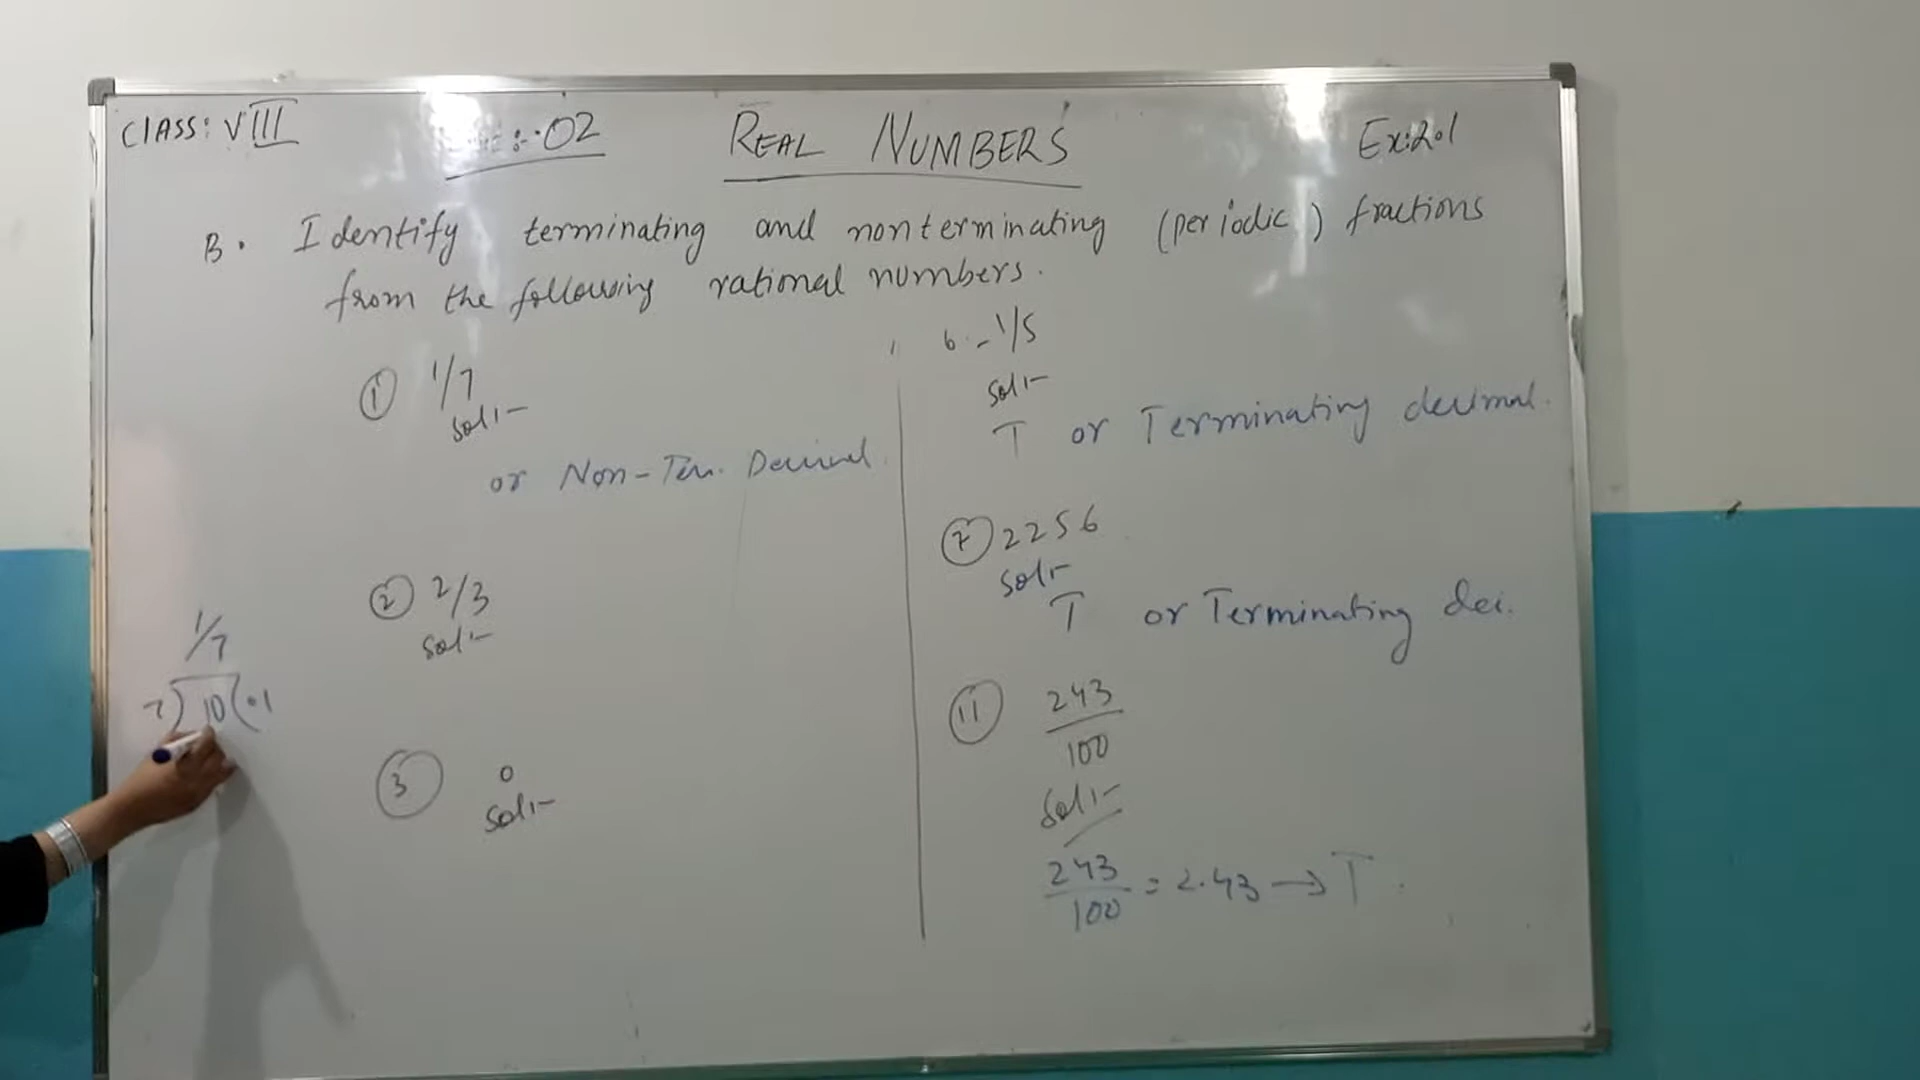 CLASS: VIII
:-02
REAL NUMBERS
Ex:2.1
B. Identify terminating and nonterminating (periodic) fractions
from the following rational numbers.
① 1/7
Sol:-
or Non-Ter. Decimal
② 2/3
Sol:-
③ 0
Sol:-
1/7
7) 10 (.1
6. -1/5
Sol:-
T or Terminating decimal.
⑦ 2256
Sol:-
T or Terminating dei.
⑪ 243
100
Sol:-
243
100
= 2.43 → T.